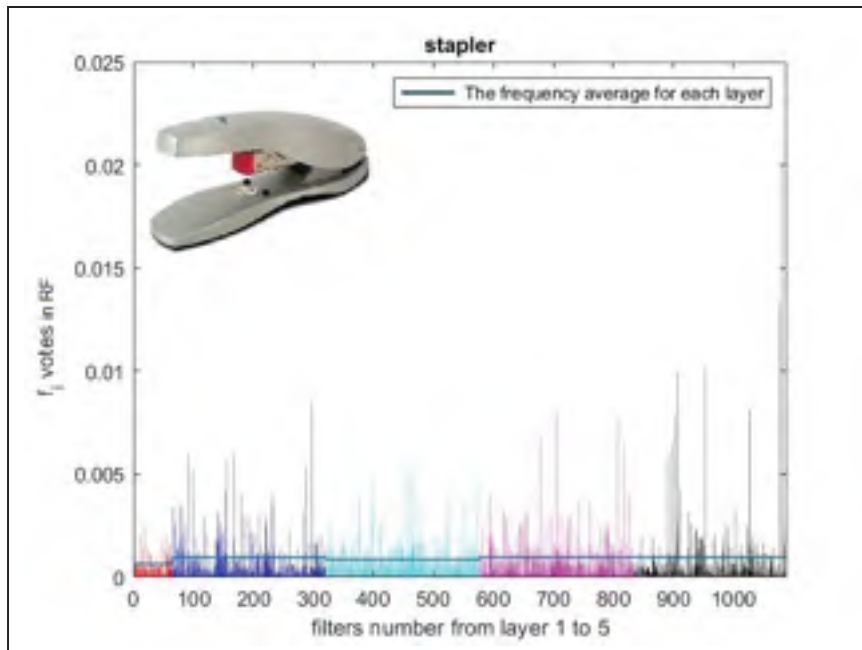 stapler
0.025
The frequency average for each layer
0.02
0.015
0.01
0.005
0
f_i votes in RF
0 100 200 300 400 500 600 700 800 900 1000
filters number from layer 1 to 5